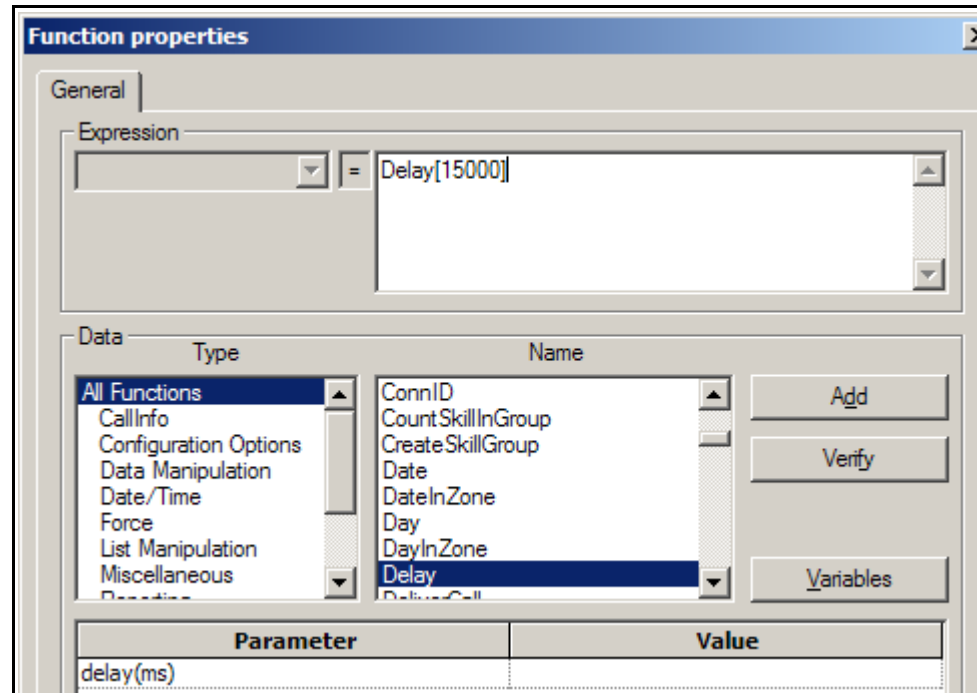 Function properties
General
Expression
= Delay[15000]
Data
Type Name
All Functions
CallInfo
Configuration Options
Data Manipulation
Date/Time
Force
List Manipulation
Miscellaneous
ConnID
CountSkillInGroup
CreateSkillGroup
Date
DateInZone
Day
DayInZone
Delay
DeliverCall
Add
Verify
Variables
Parameter Value
delay(ms)